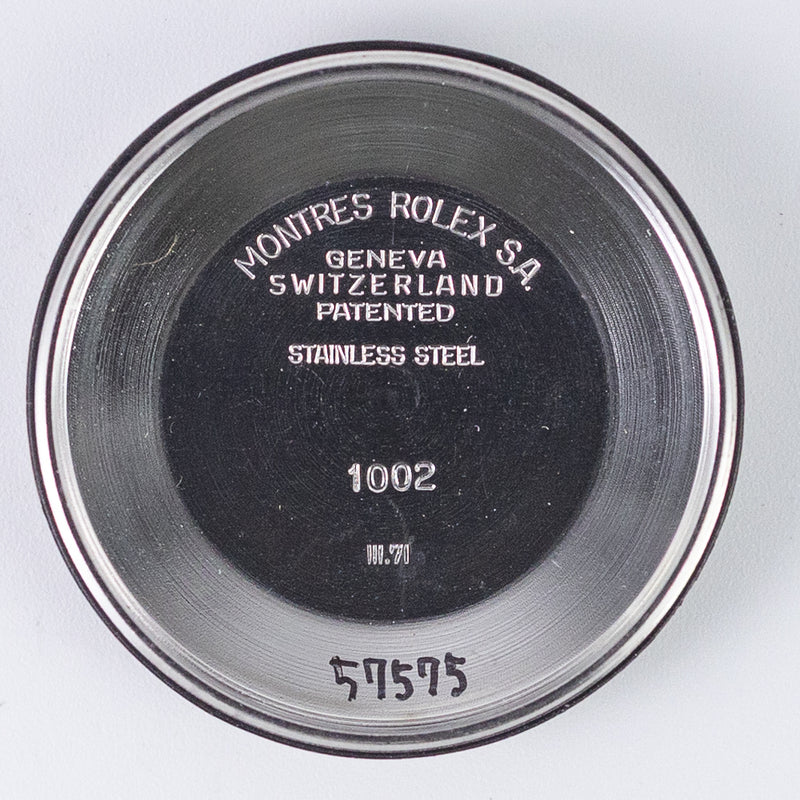 MONTRES ROLEX S.A.
GENEVA
SWITZERLAND
PATENTED
STAINLESS STEEL
1002
III.71
57575